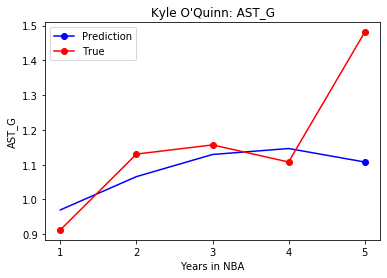 Kyle O'Quinn: AST_G
Prediction
True
AST_G
1.5
1.4
1.3
1.2
1.1
1.0
0.9
1 2 3 4 5
Years in NBA